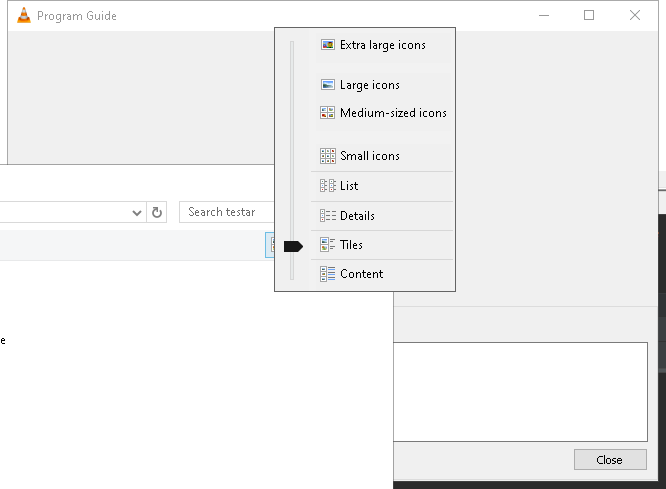 Program Guide
Extra large icons
Large icons
Medium-sized icons
Small icons
List
Search testar
Details
Tiles
Content
e
Close